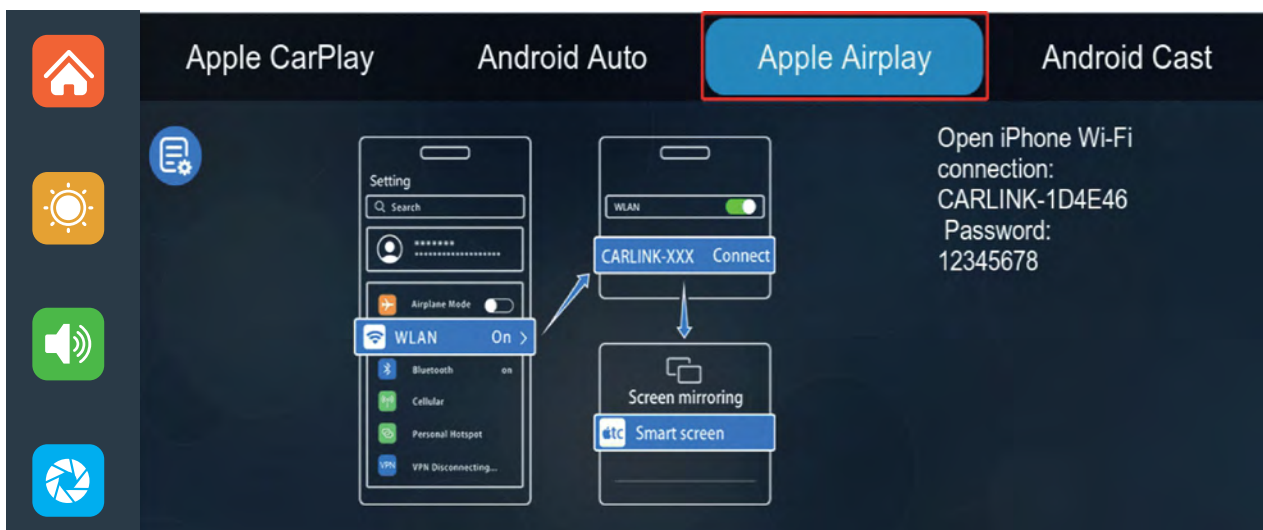 Apple CarPlay
Android Auto
Apple Airplay
Android Cast
Setting
Search
*******
********************
Airplane Mode
WLAN On >
Bluetooth on
Cellular
Personal Hotspot
VPN VPN Disconnecting...
WLAN
CARLINK-XXX Connect
Screen mirroring
tc Smart screen
Open iPhone Wi-Fi
connection:
CARLINK-1D4E46
Password:
12345678